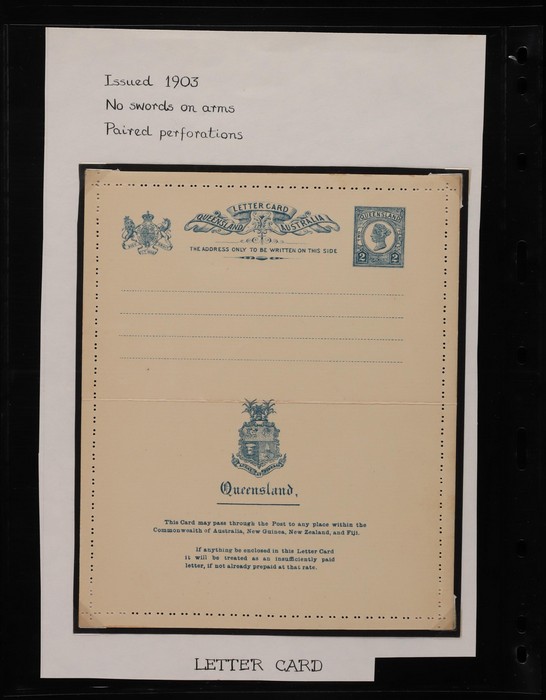 Issued 1903
No swords on arms
Paired perforations
LETTER CARD
QUEENSLAND AUSTRALIA
THE ADDRESS ONLY TO BE WRITTEN ON THIS SIDE
QUEENSLAND
2 2
Queensland,
This Card may pass through the Post to any place within the
Commonwealth of Australia, New Guinea, New Zealand, and Fiji.
If anything be enclosed in this Letter Card
it will be treated as an insufficiently paid
letter, if not already prepaid at that rate.
LETTER CARD